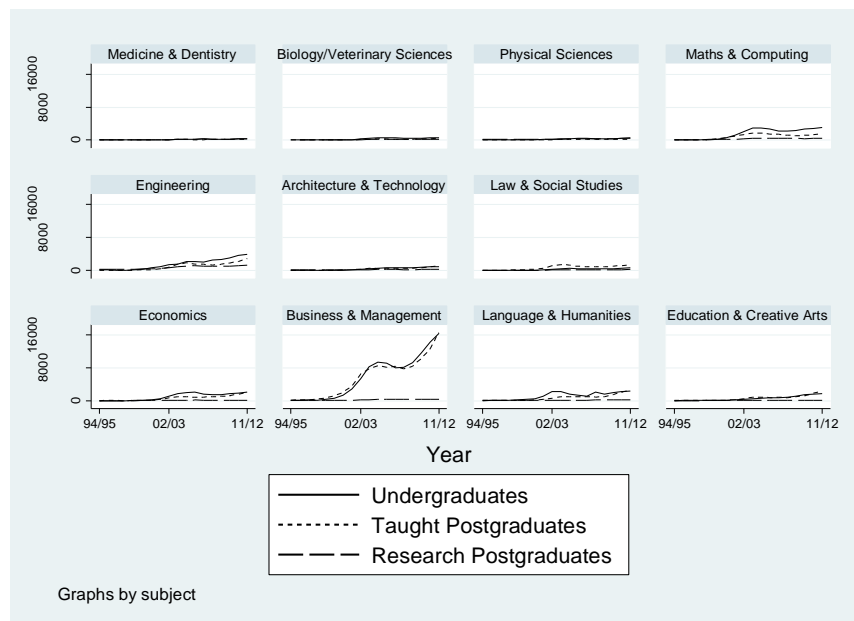 Medicine & Dentistry
Biology/Veterinary Sciences
Physical Sciences
Maths & Computing
16000
8000
0
Engineering
Architecture & Technology
Law & Social Studies
16000
8000
0
Economics
Business & Management
Language & Humanities
Education & Creative Arts
16000
8000
0
94/95 02/03 11/12
94/95 02/03 11/12
94/95 02/03 11/12
94/95 02/03 11/12
Year
Undergraduates
Taught Postgraduates
Research Postgraduates
Graphs by subject